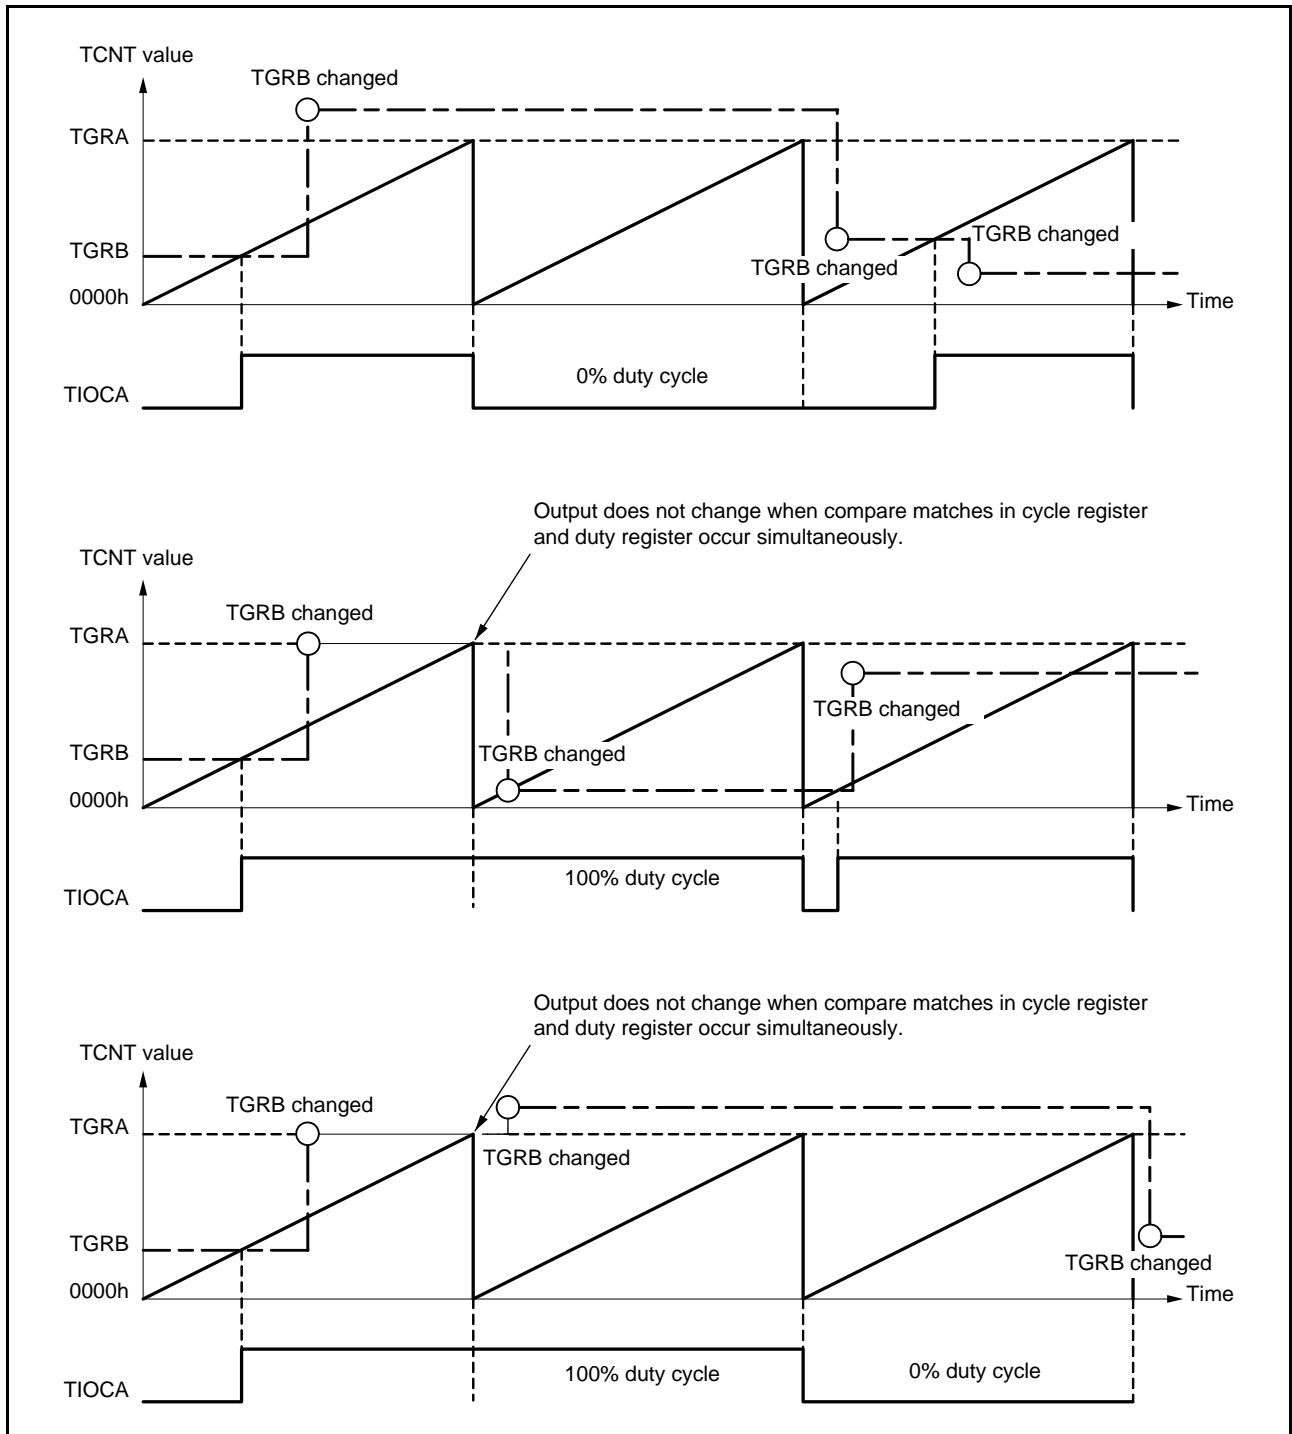 TCNT value
TGRB changed
TGRA
TGRB
TGRB changed
TGRB changed
0000h
Time
0% duty cycle
TIOCA
Output does not change when compare matches in cycle register
and duty register occur simultaneously.
TCNT value
TGRB changed
TGRA
TGRB changed
TGRB
TGRB changed
0000h
Time
100% duty cycle
TIOCA
Output does not change when compare matches in cycle register
and duty register occur simultaneously.
TCNT value
TGRB changed
TGRA
TGRB changed
TGRB
TGRB changed
0000h
Time
100% duty cycle
0% duty cycle
TIOCA